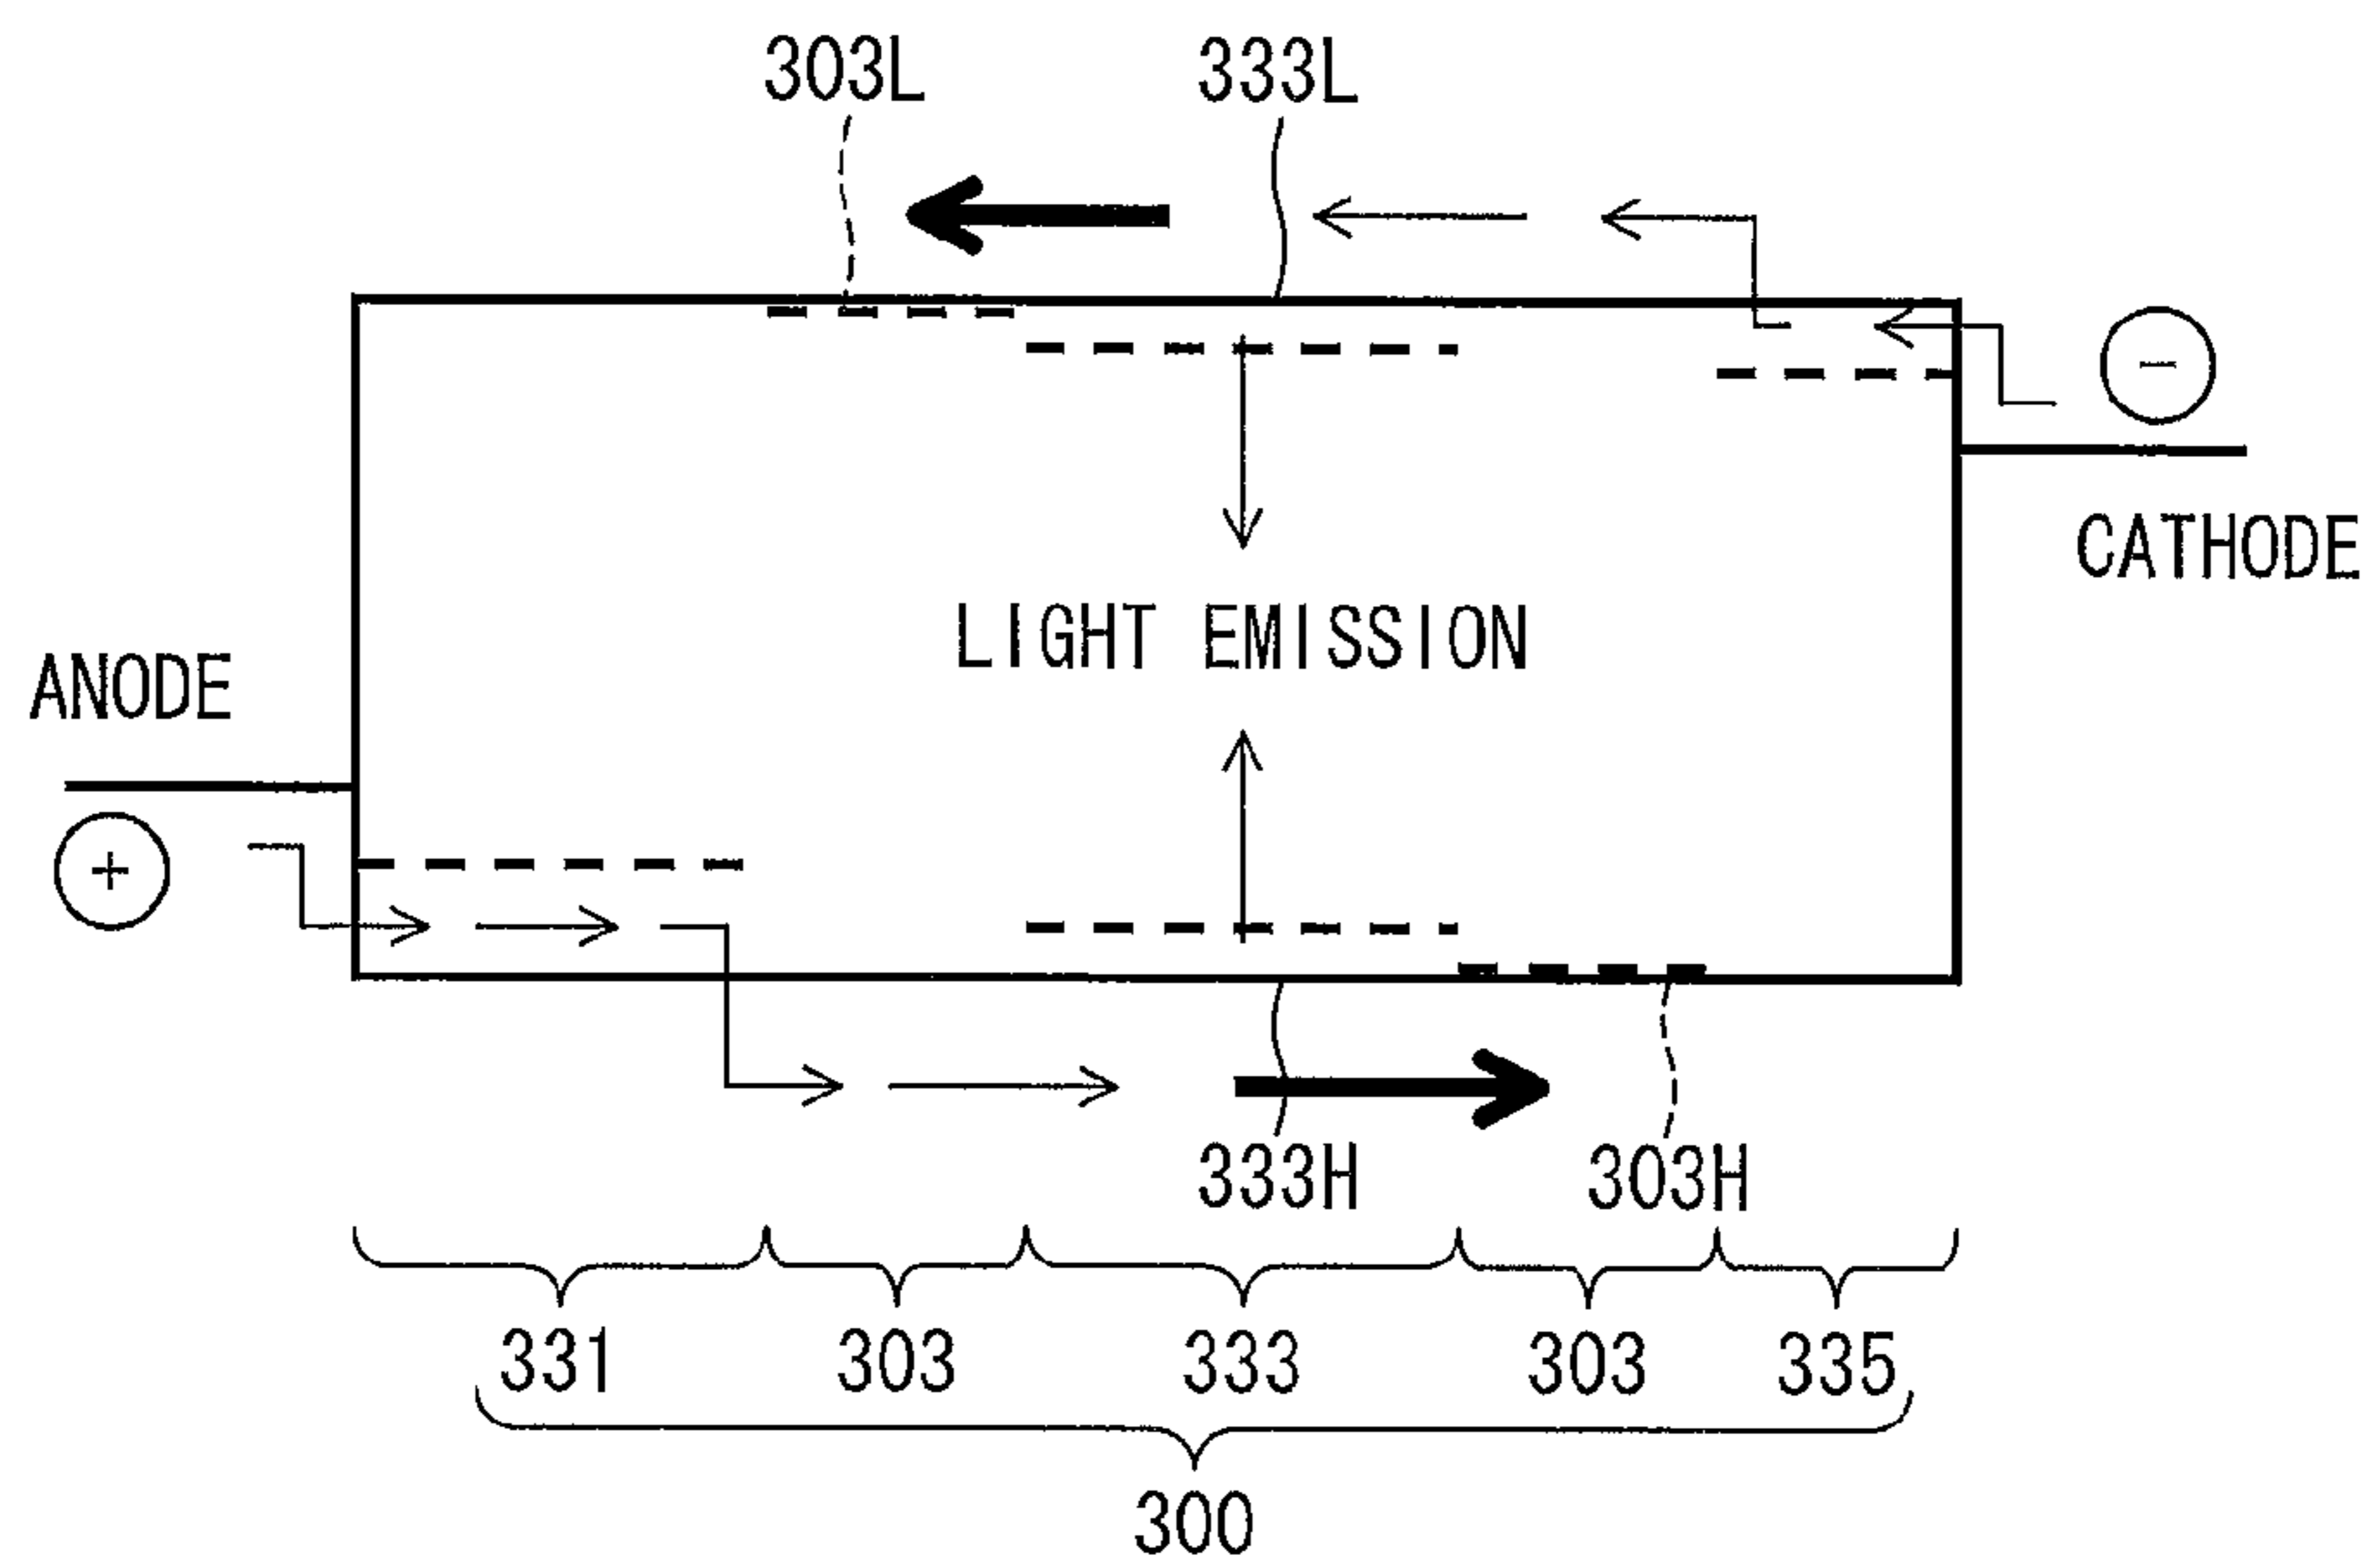 303L 333L
−
CATHODE
LIGHT EMISSION
ANODE
+
333H 303H
331 303 333 303 335
300